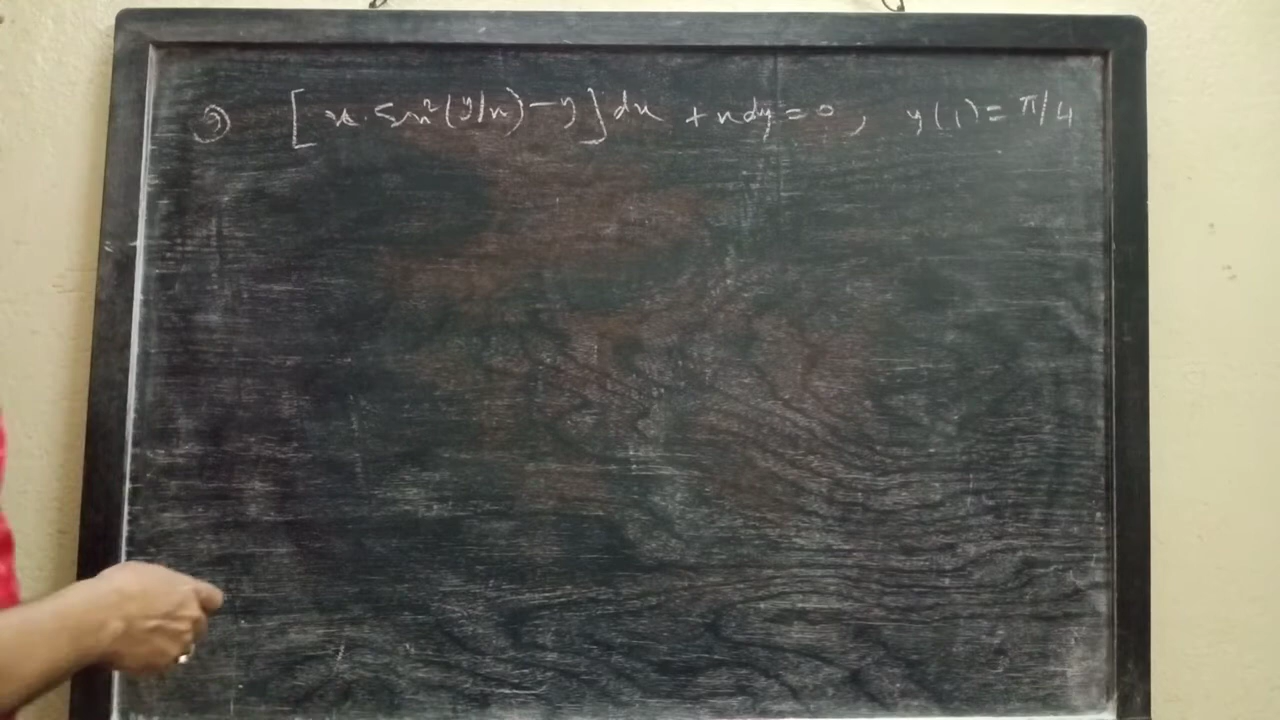 9) [x. Sin²(y/x) - y] dx + x dy = 0, y(1) = π/4